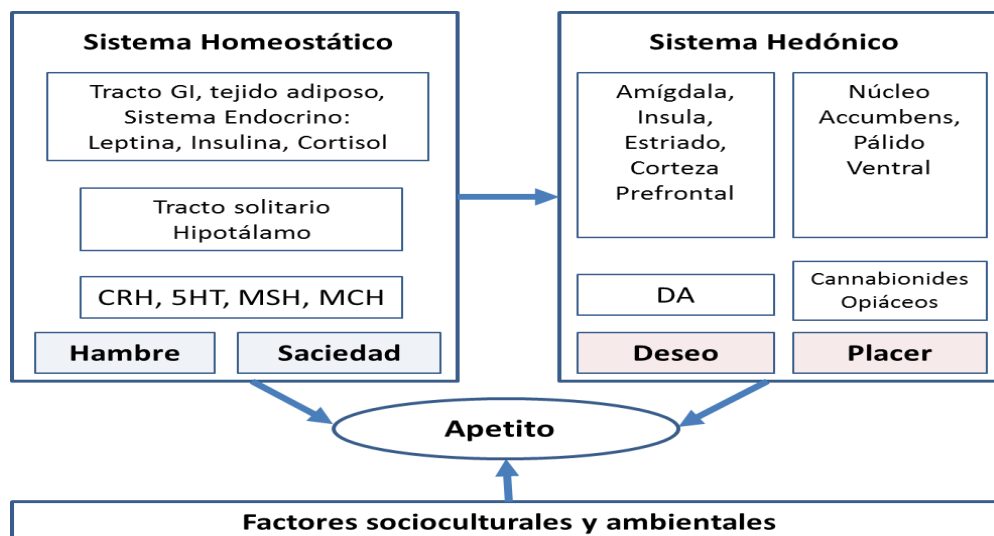 Sistema Homeostático
Tracto GI, tejido adiposo,
Sistema Endocrino:
Leptina, Insulina, Cortisol
Tracto solitario
Hipotálamo
CRH, 5HT, MSH, MCH
Hambre
Saciedad
Sistema Hedónico
Amígdala,
Insula,
Estriado,
Corteza
Prefrontal
Núcleo
Accumbens,
Pálido
Ventral
DA
Cannabionides
Opiáceos
Deseo
Placer
Apetito
Factores socioculturales y ambientales